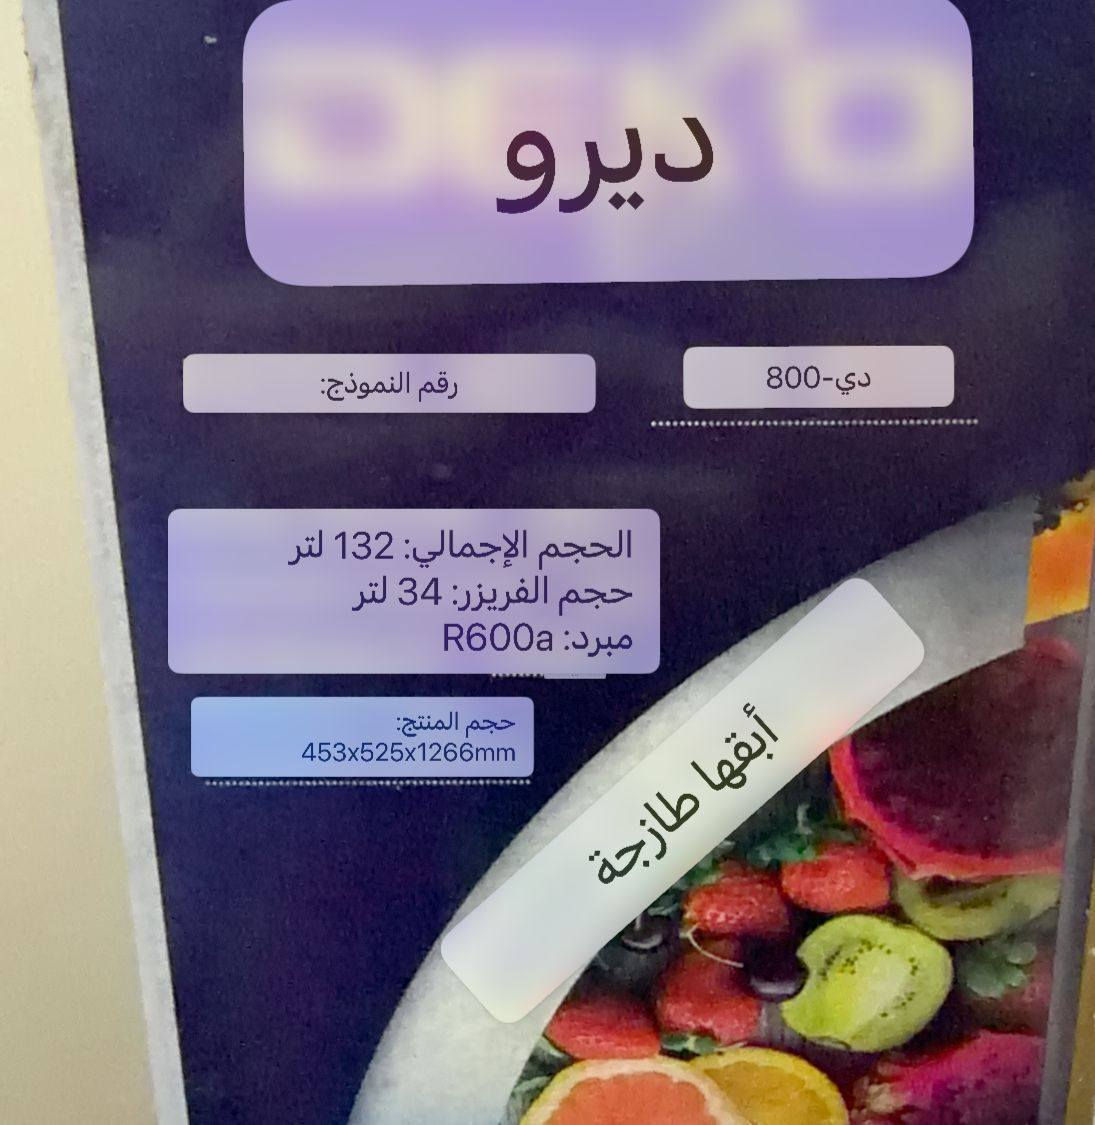 ديرو
رقم النموذج:
دي-800
الحجم الإجمالي: 132 لتر
حجم الفريزر: 34 لتر
مبرد: R600a
حجم المنتج:
453x525x1266mm
أبقها طازجة